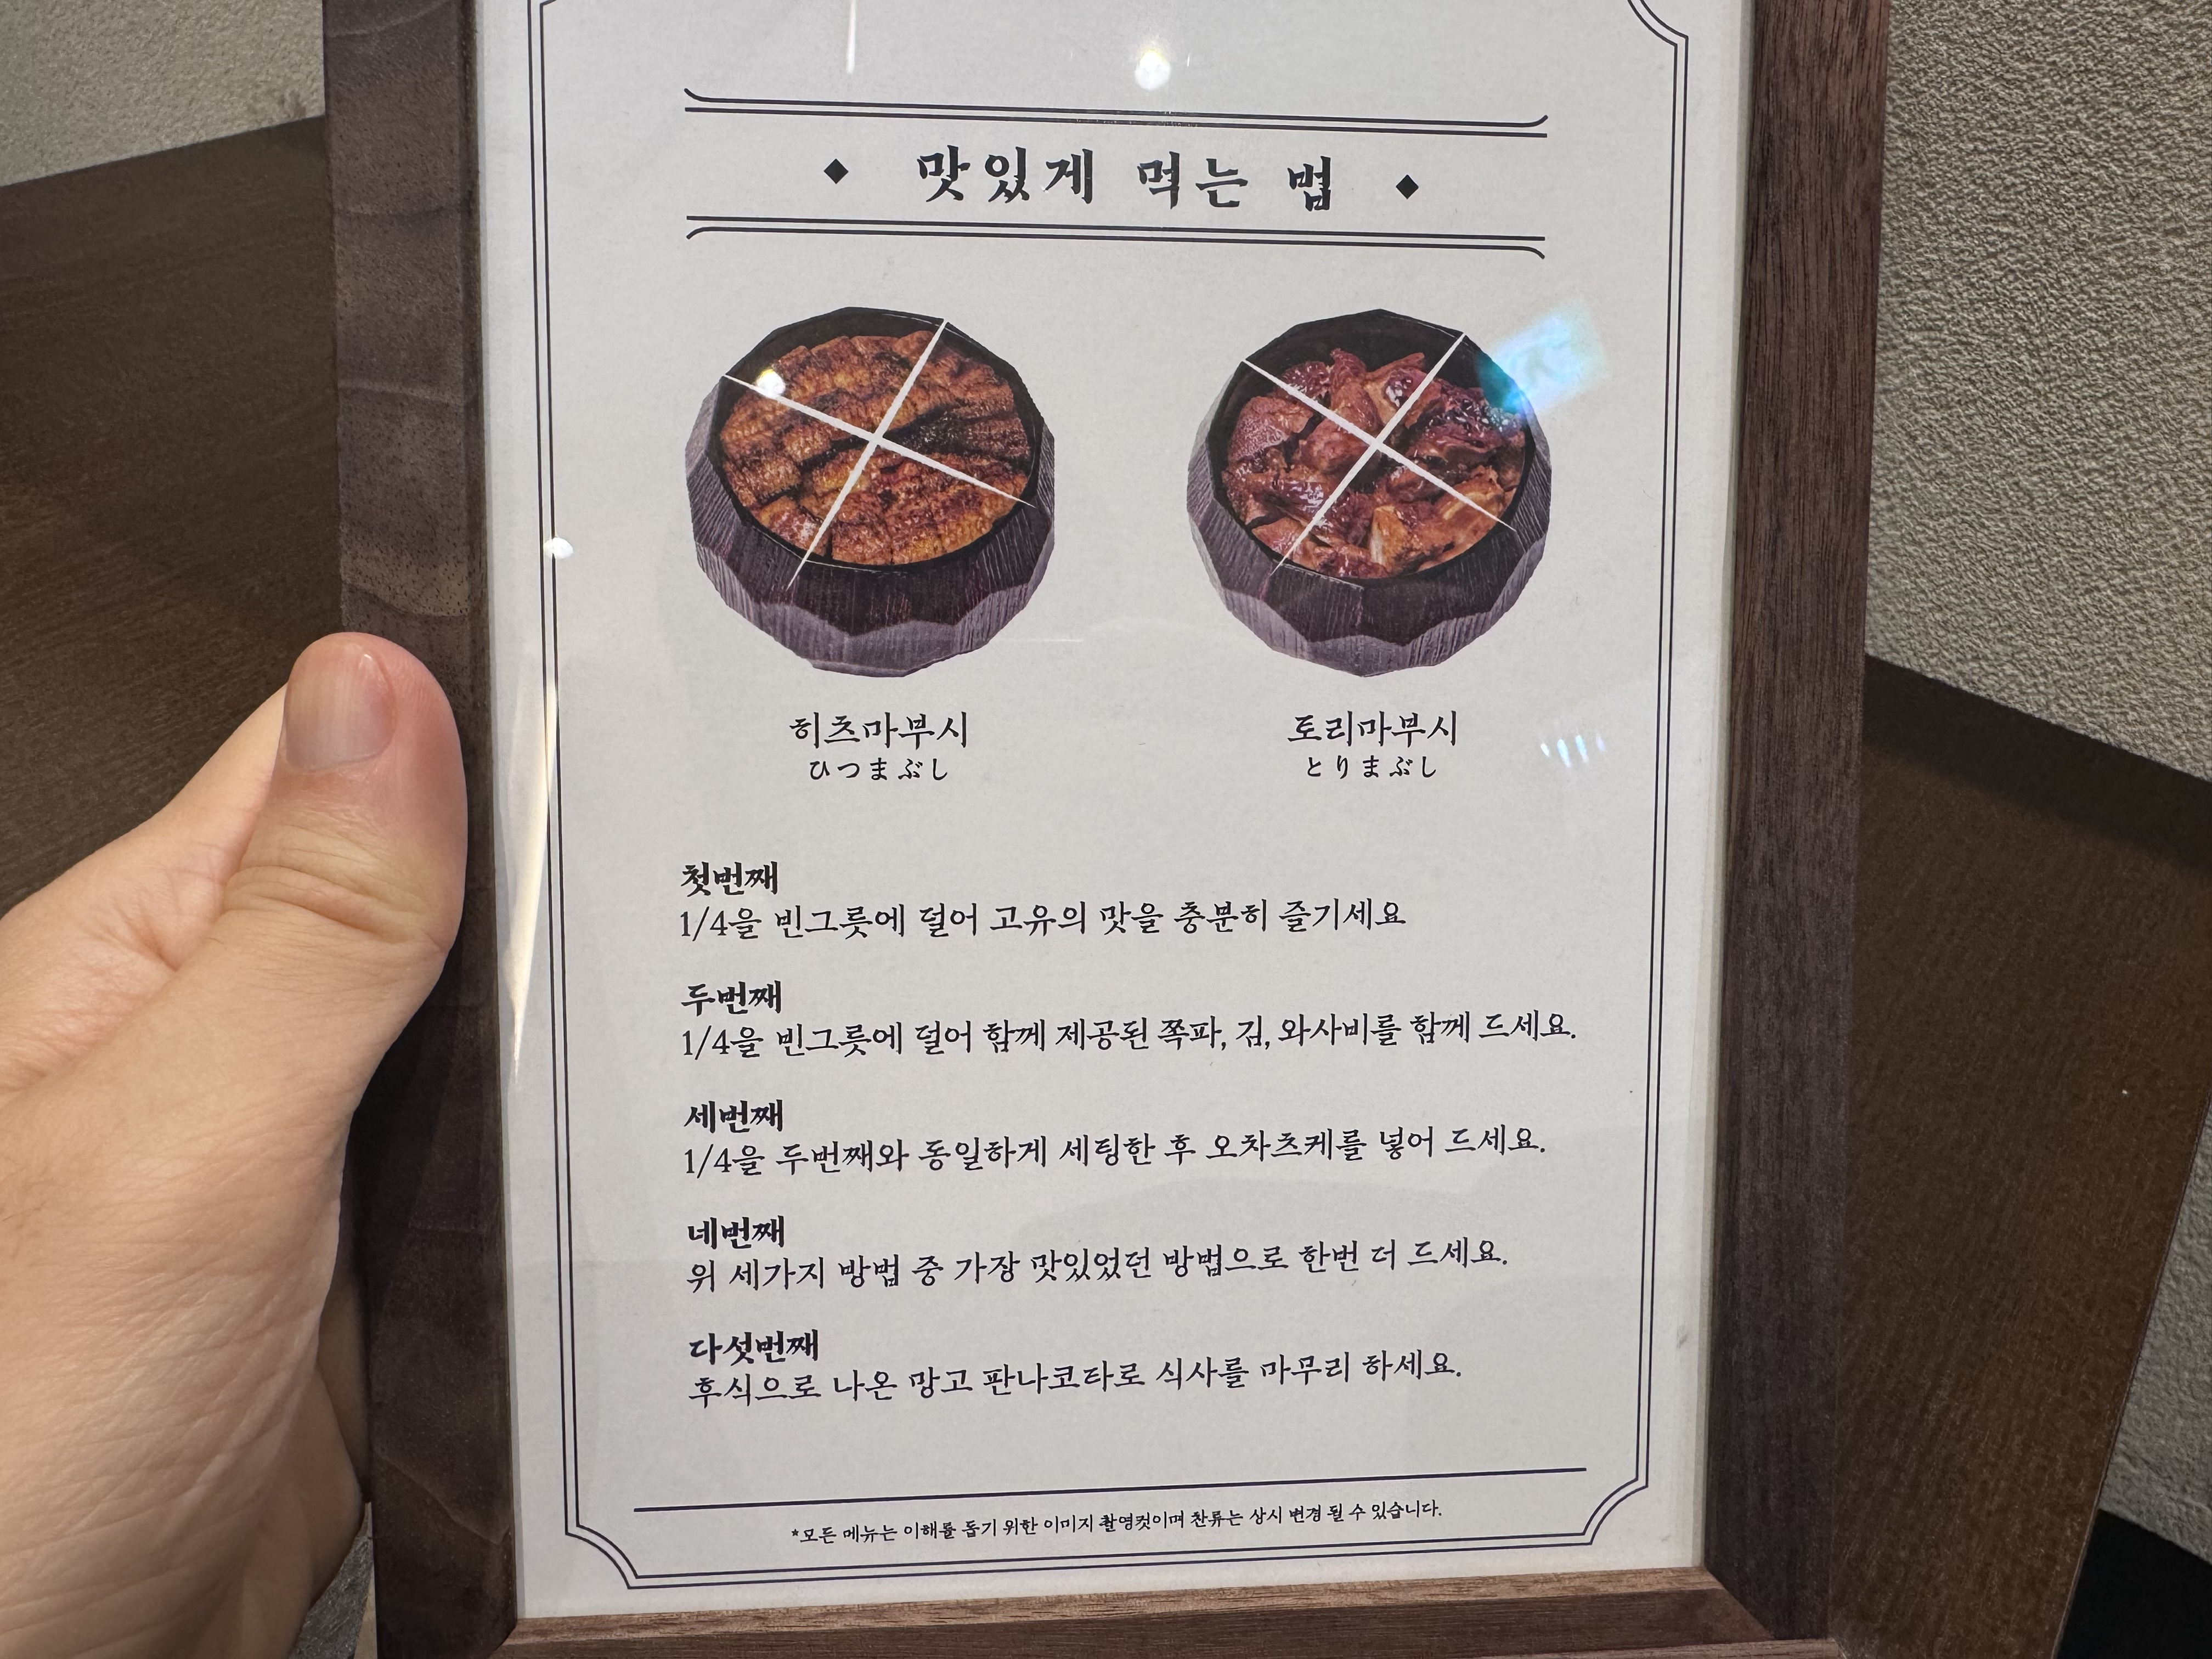 ◆ 맛있게 먹는 법 ◆
히츠마부시
ひつまぶし
토리마부시
とりまぶし
첫번째
1/4을 빈그릇에 덜어 고유의 맛을 충분히 즐기세요
두번째
1/4을 빈그릇에 덜어 함께 제공된 쪽파, 김, 와사비를 함께 드세요.
세번째
1/4을 두번째와 동일하게 세팅한 후 오차츠케를 넣어 드세요.
네번째
위 세가지 방법 중 가장 맛있었던 방법으로 한번 더 드세요.
다섯번째
후식으로 나온 망고 판나코타로 식사를 마무리 하세요.
*모든 메뉴는 이해를 돕기 위한 이미지 촬영컷이며 찬류는 상시 변경 될 수 있습니다.